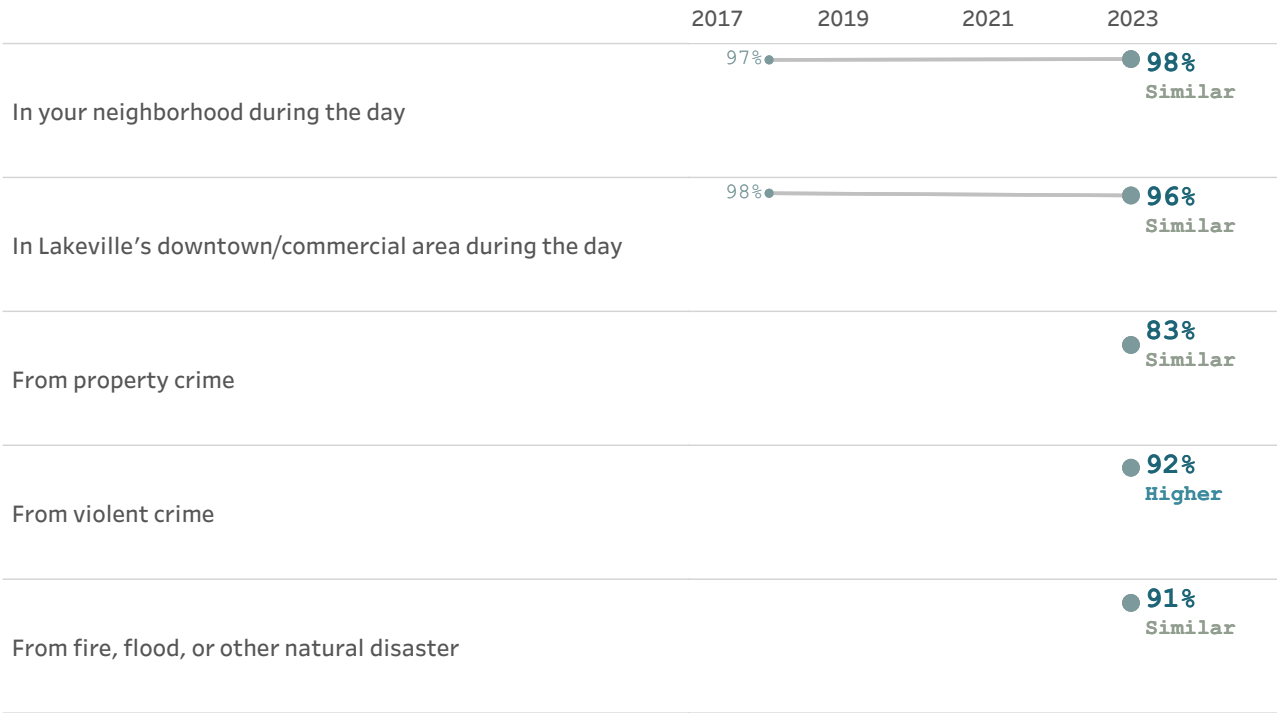 2017 2019 2021 2023
97% 98%
Similar
In your neighborhood during the day
98% 96%
Similar
In Lakeville’s downtown/commercial area during the day
83%
Similar
From property crime
92%
Higher
From violent crime
91%
Similar
From fire, flood, or other natural disaster